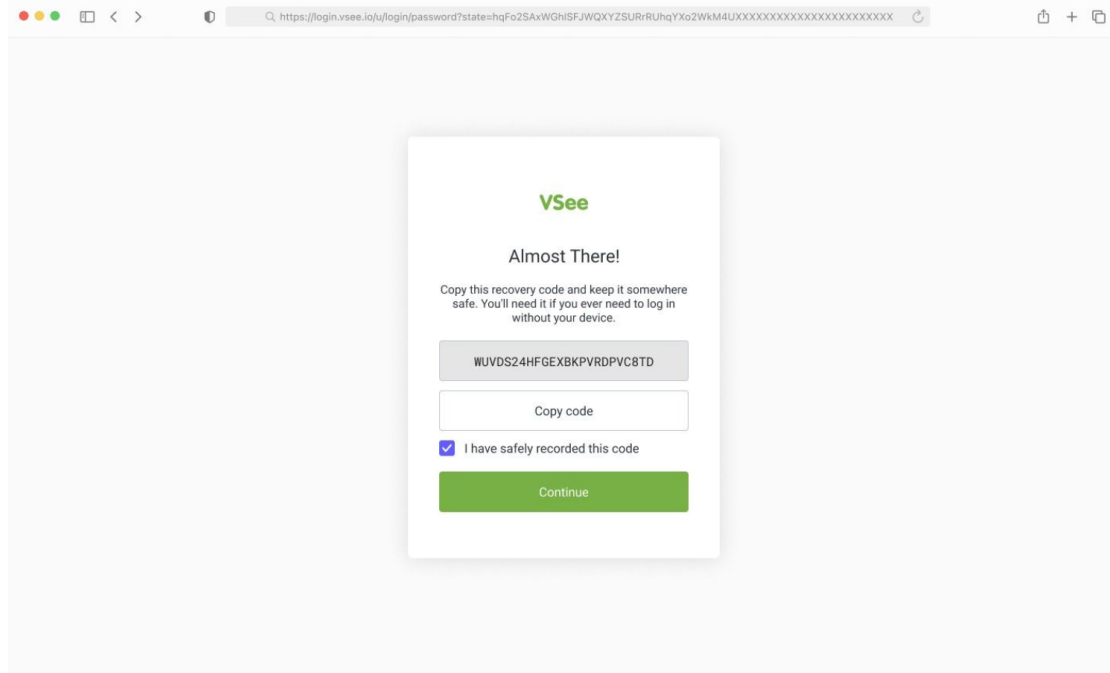 https://login.vsee.io/u/login/password?state=hqFo2SAxWGhISFJWQXYZSURrRUhqYXo2WkM4UXXXXXXXXXXXXXXXXXXXXXXXX
VSee
Almost There!
Copy this recovery code and keep it somewhere
safe. You'll need it if you ever need to log in
without your device.
WUVDS24HFGEXBKPVRDPVC8TD
Copy code
I have safely recorded this code
Continue